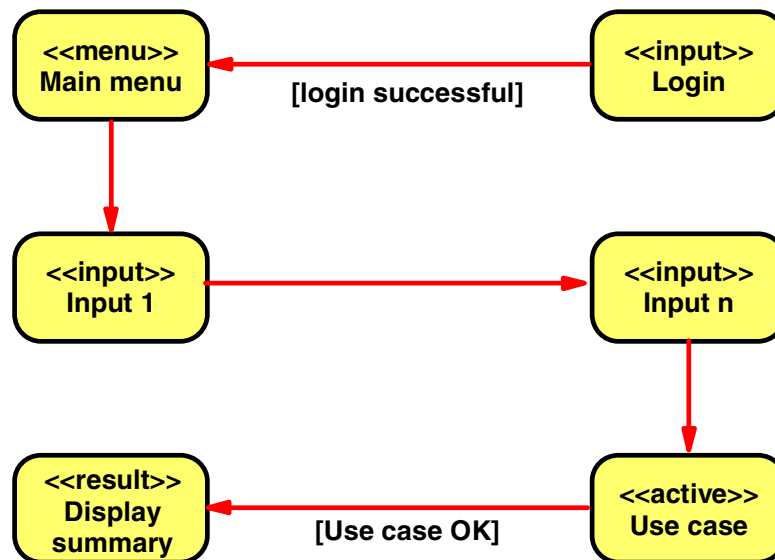 <<menu>>
Main menu
<<input>>
Login
[login successful]
<<input>>
Input 1
<<input>>
Input n
<<result>>
Display
summary
<<active>>
Use case
[Use case OK]